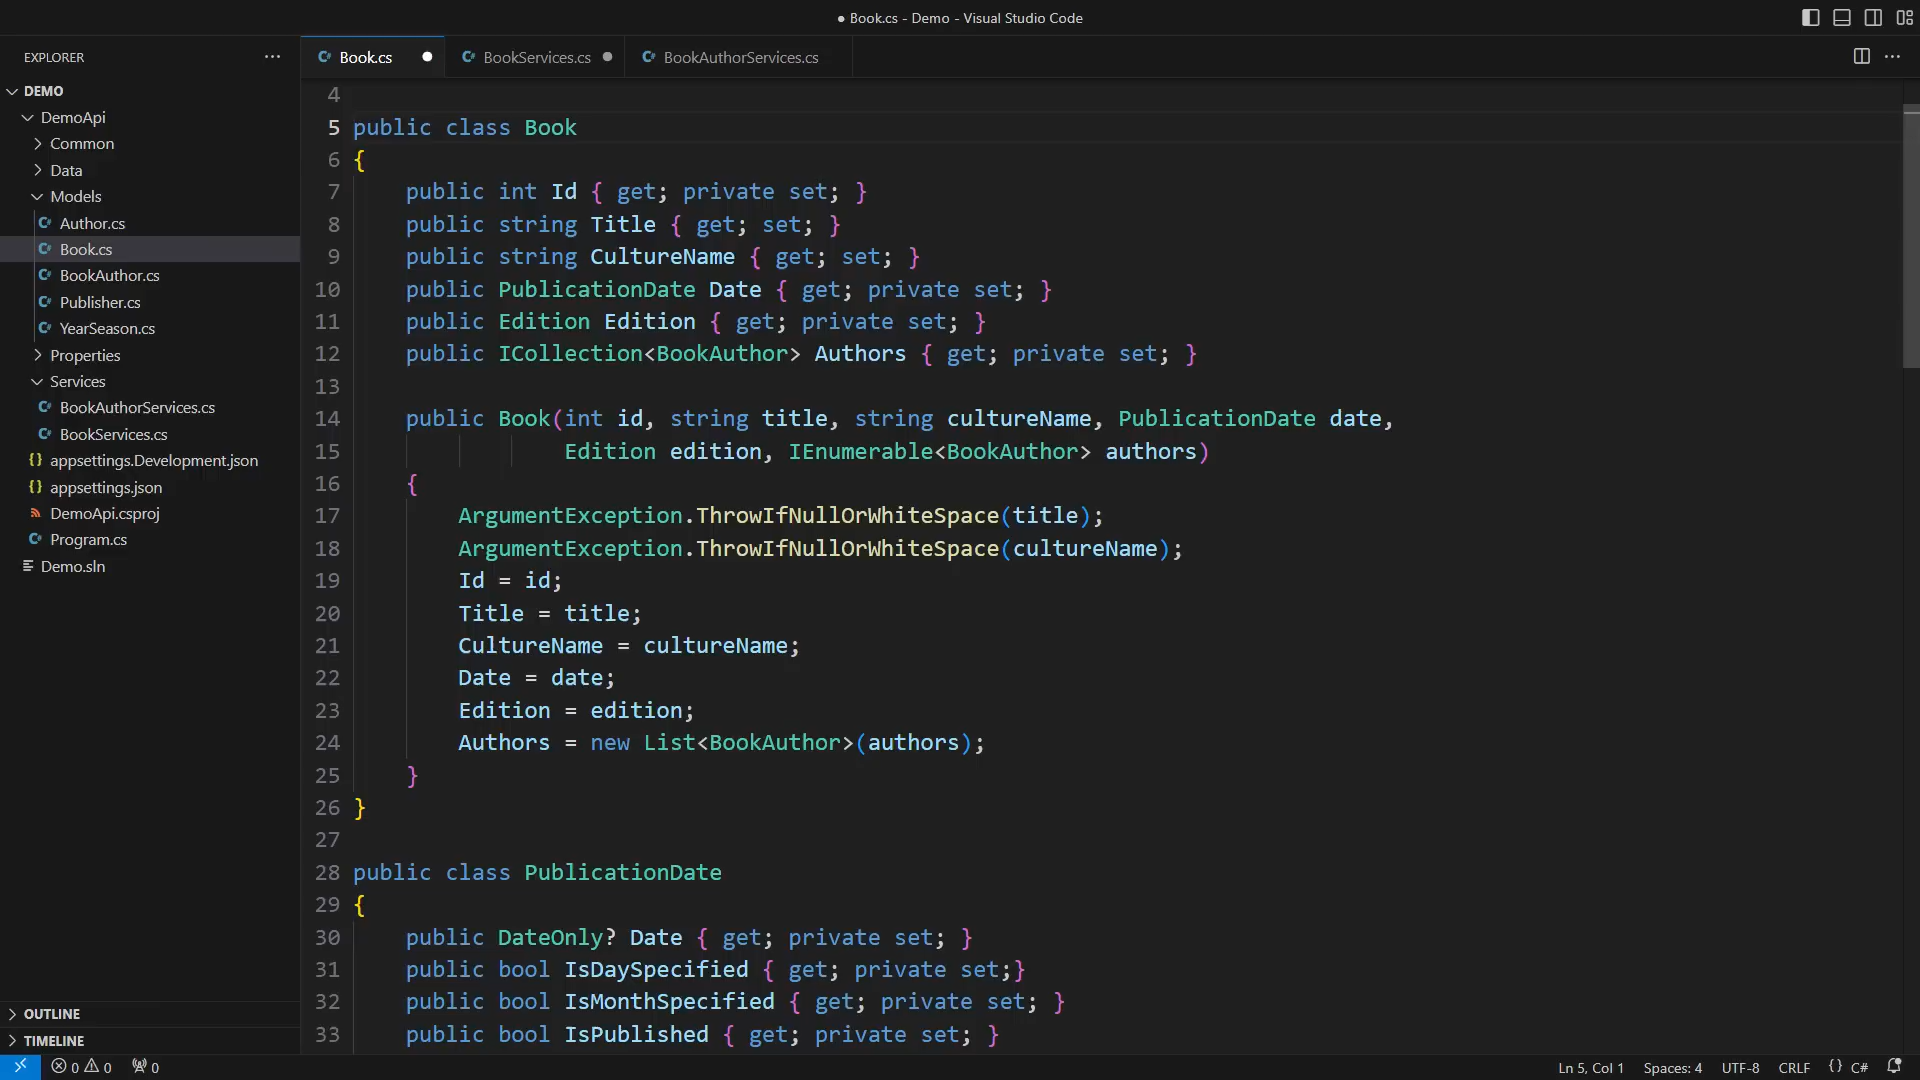 ● Book.cs - Demo - Visual Studio Code
EXPLORER
DEMO
DemoApi
Common
Data
Models
Author.cs
Book.cs
BookAuthor.cs
Publisher.cs
YearSeason.cs
Properties
Services
BookAuthorServices.cs
BookServices.cs
appsettings.Development.json
appsettings.json
DemoApi.csproj
Program.cs
Demo.sln
OUTLINE
TIMELINE
Book.cs
BookServices.cs
BookAuthorServices.cs
4
5 public class Book
6 {
7 public int Id { get; private set; }
8 public string Title { get; set; }
9 public string CultureName { get; set; }
10 public PublicationDate Date { get; private set; }
11 public Edition Edition { get; private set; }
12 public ICollection<BookAuthor> Authors { get; private set; }
13
14 public Book(int id, string title, string cultureName, PublicationDate date,
15 Edition edition, IEnumerable<BookAuthor> authors)
16 {
17 ArgumentException.ThrowIfNullOrWhiteSpace(title);
18 ArgumentException.ThrowIfNullOrWhiteSpace(cultureName);
19 Id = id;
20 Title = title;
21 CultureName = cultureName;
22 Date = date;
23 Edition = edition;
24 Authors = new List<BookAuthor>(authors);
25 }
26 }
27
28 public class PublicationDate
29 {
30 public DateOnly? Date { get; private set; }
31 public bool IsDaySpecified { get; private set;}
32 public bool IsMonthSpecified { get; private set; }
33 public bool IsPublished { get; private set; }
0 0 0
Ln 5, Col 1 Spaces: 4 UTF-8 CRLF {} C#